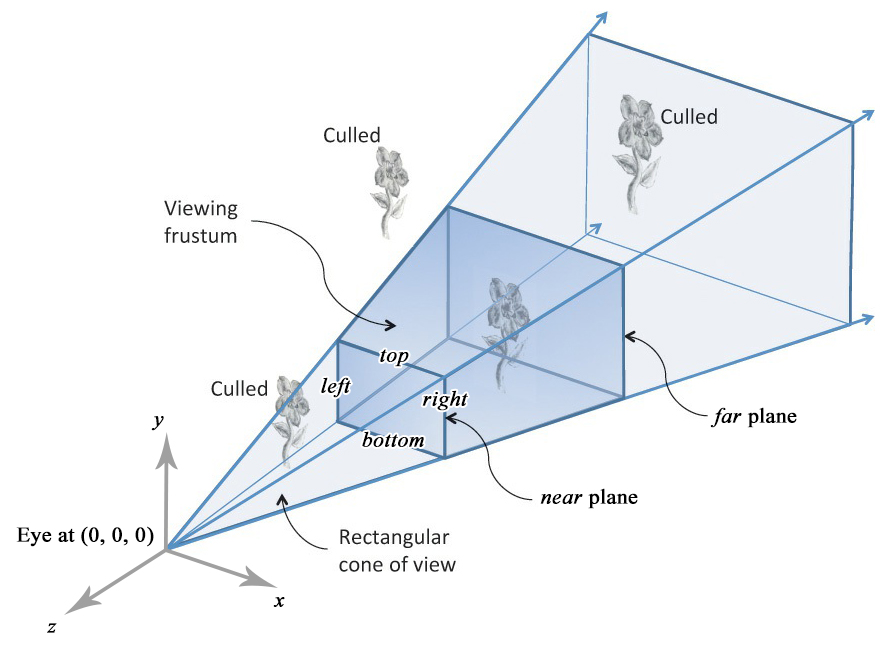 Culled
Culled
Viewing
frustum
top
left
Culled
right
far plane
y
bottom
near plane
Eye at (0, 0, 0)
Rectangular
cone of view
x
z